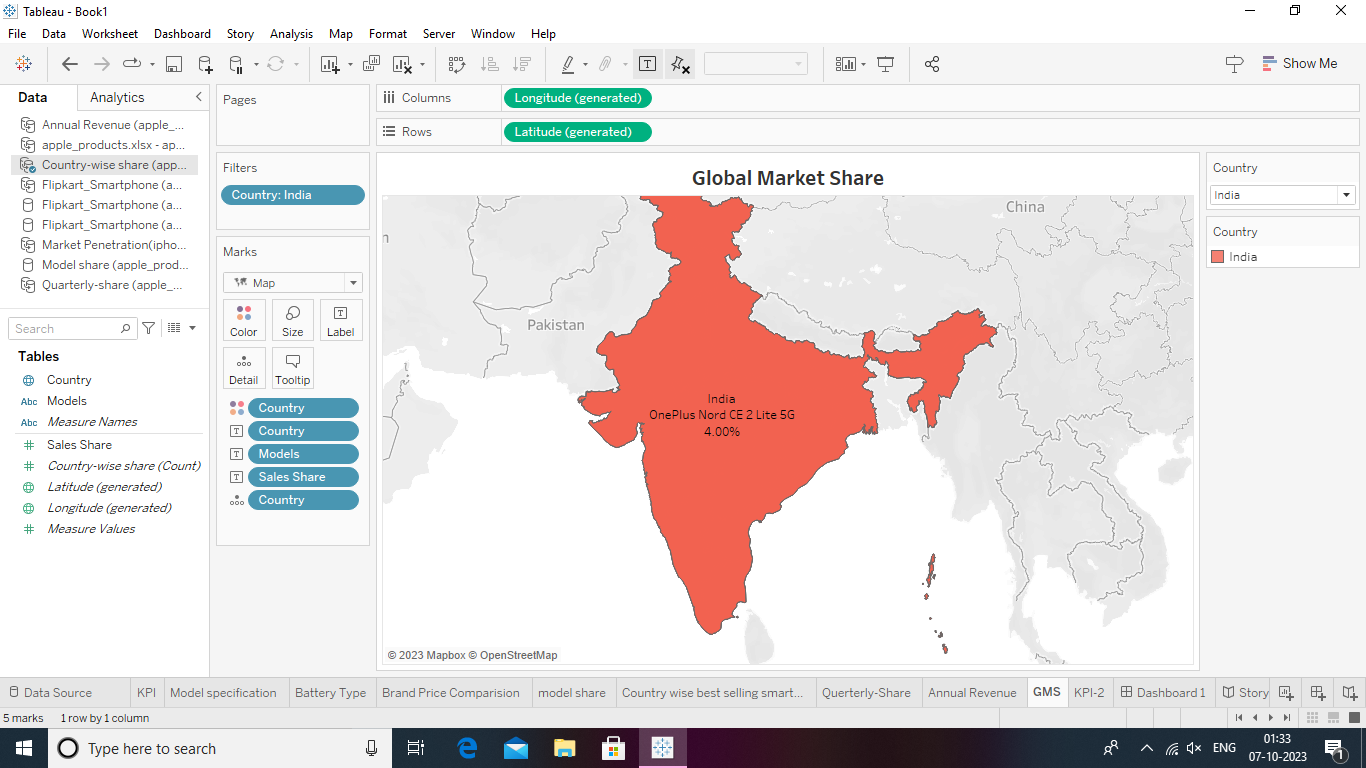 Tableau - Book1
File Data Worksheet Dashboard Story Analysis Map Format Server Window Help
Show Me
Data Analytics
Annual Revenue (apple_...
apple_products.xlsx - ap...
Country-wise share (app...
Flipkart_Smartphone (a...
Flipkart_Smartphone (a...
Flipkart_Smartphone (a...
Market Penetration(ipho...
Model share (apple_prod...
Quarterly-share (apple_...
Search
Tables
Country
Abc Models
Abc Measure Names
Sales Share
Country-wise share (Count)
Latitude (generated)
Longitude (generated)
Measure Values
Pages
Filters
Country: India
Marks
Map
Color Size Label
Detail Tooltip
Country
Country
Models
Sales Share
Country
Columns Longitude (generated)
Rows Latitude (generated)
Global Market Share
China
n
Pakistan
India
OnePlus Nord CE 2 Lite 5G
4.00%
© 2023 Mapbox © OpenStreetMap
Country
India
Country
India
Data Source KPI Model specification Battery Type Brand Price Comparision model share Country wise best selling smart... Querterly-Share Annual Revenue GMS KPI-2 Dashboard 1 Story
5 marks 1 row by 1 column
Type here to search
ENG
01:33
07-10-2023
1